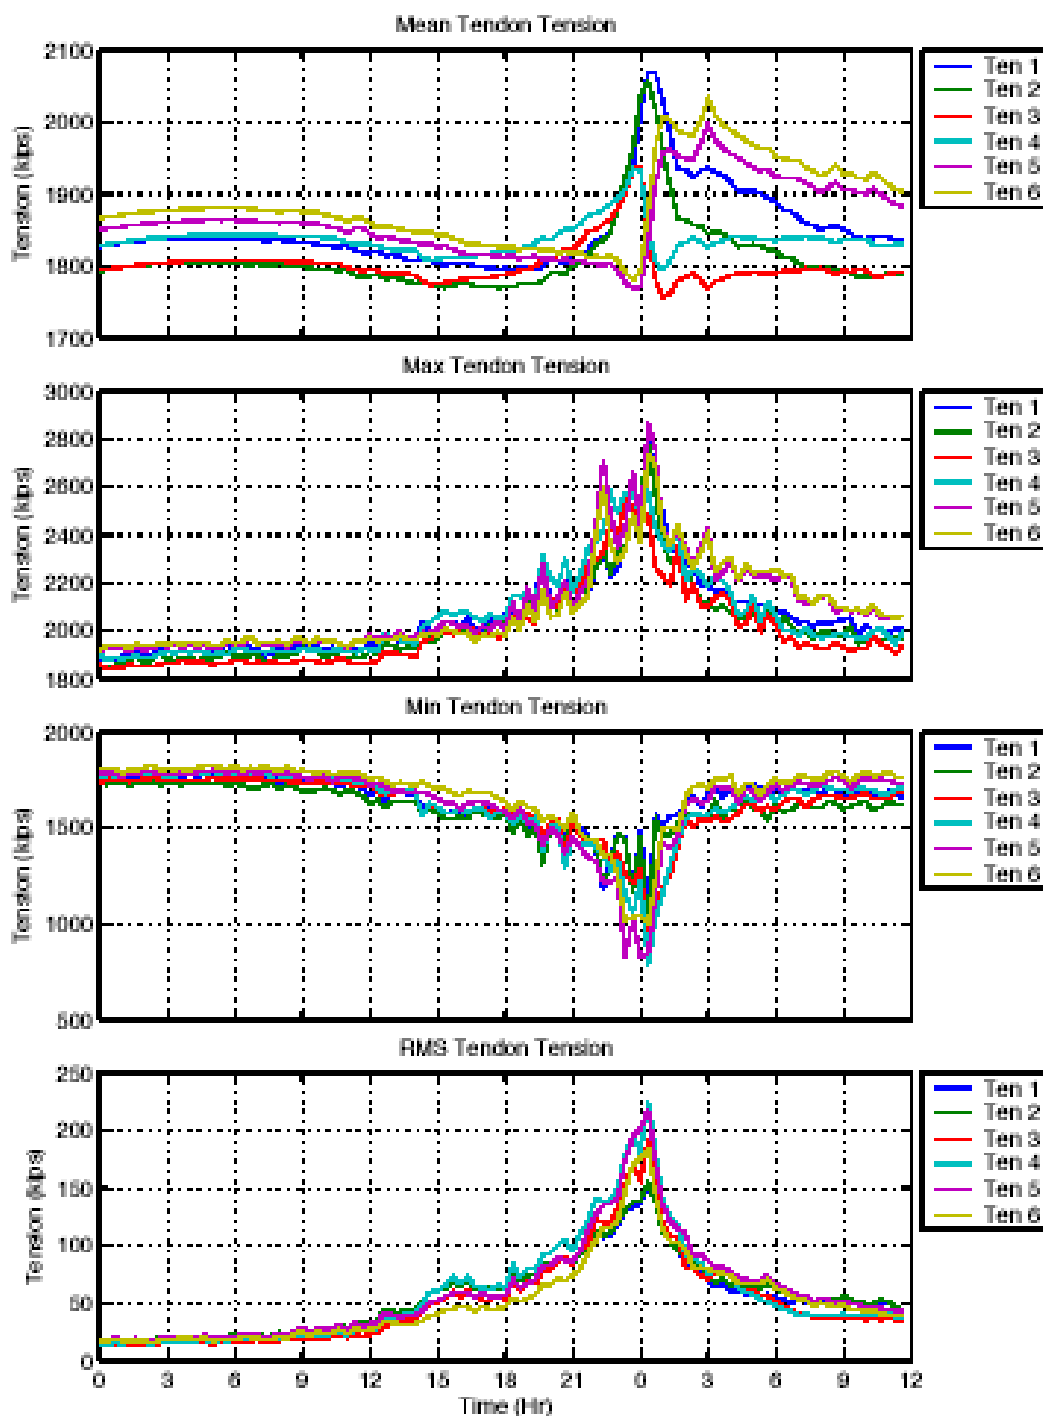 Mean Tendon Tension
2100
2000
1900
1800
1700
Tension (kips)
Ten 1
Ten 2
Ten 3
Ten 4
Ten 5
Ten 6
Max Tendon Tension
3000
2800
2600
2400
2200
2000
1800
Tension (kips)
Ten 1
Ten 2
Ten 3
Ten 4
Ten 5
Ten 6
Min Tendon Tension
2000
1500
1000
500
Tension (kips)
Ten 1
Ten 2
Ten 3
Ten 4
Ten 5
Ten 6
RMS Tendon Tension
250
200
150
100
50
0
Tension (kips)
Ten 1
Ten 2
Ten 3
Ten 4
Ten 5
Ten 6
0 3 6 9 12 15 18 21 0 3 6 9 12
Time (Hr)